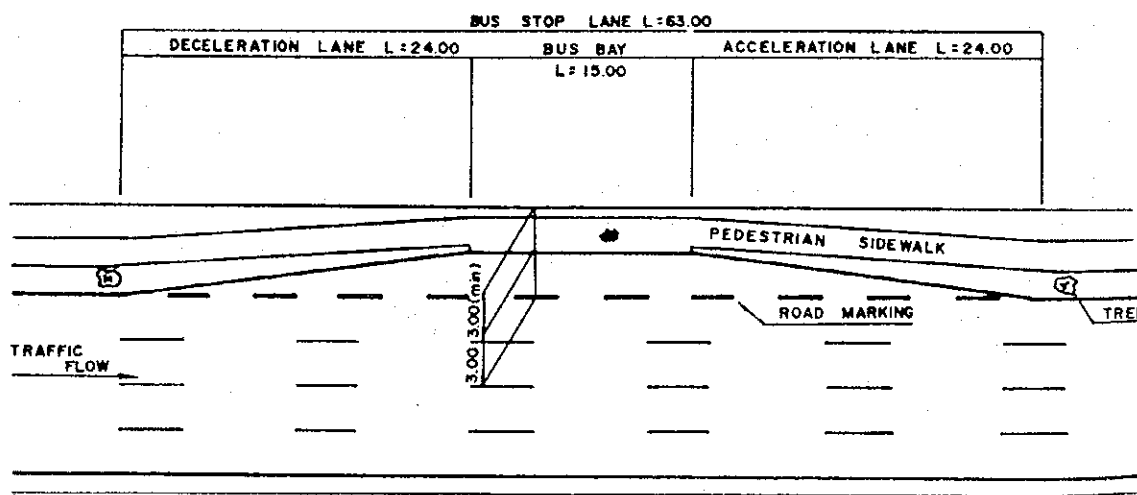 BUS STOP LANE L=63.00
DECELERATION LANE L=24.00
BUS BAY
ACCELERATION LANE L=24.00
L=15.00
PEDESTRIAN SIDEWALK
3.00 3.00(min)
ROAD MARKING
TREE
TRAFFIC
FLOW